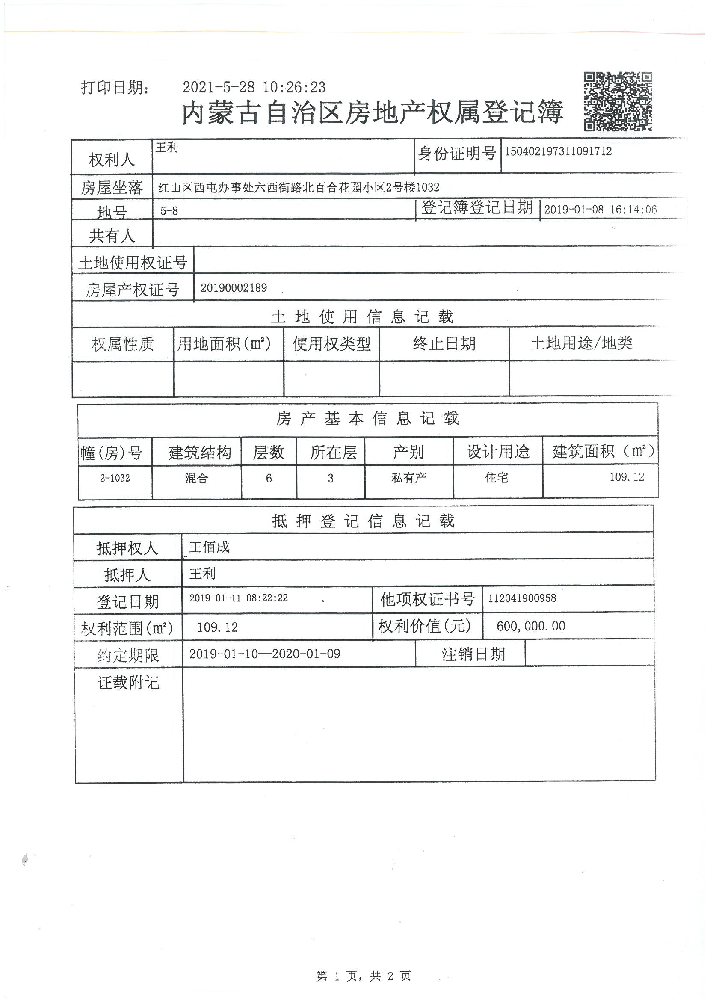 打印日期： 2021-5-28 10:26:23
内蒙古自治区房地产权属登记簿
权利人 王利 身份证明号 150402197311091712
房屋坐落 红山区西屯办事处六西街路北百合花园小区2号楼1032
地号 5-8 登记簿登记日期 2019-01-08 16:14:06
共有人
土地使用权证号
房屋产权证号 20190002189
土地使用信息记载
权属性质 用地面积(㎡) 使用权类型 终止日期 土地用途/地类
房产基本信息记载
幢(房)号 建筑结构 层数 所在层 产别 设计用途 建筑面积（㎡）
2-1032 混合 6 3 私有产 住宅 109.12
抵押登记信息记载
抵押权人 王佰成
抵押人 王利
登记日期 2019-01-11 08:22:22 他项权证书号 112041900958
权利范围(㎡) 109.12 权利价值(元) 600,000.00
约定期限 2019-01-10—2020-01-09 注销日期
证载附记
第 1 页，共 2 页